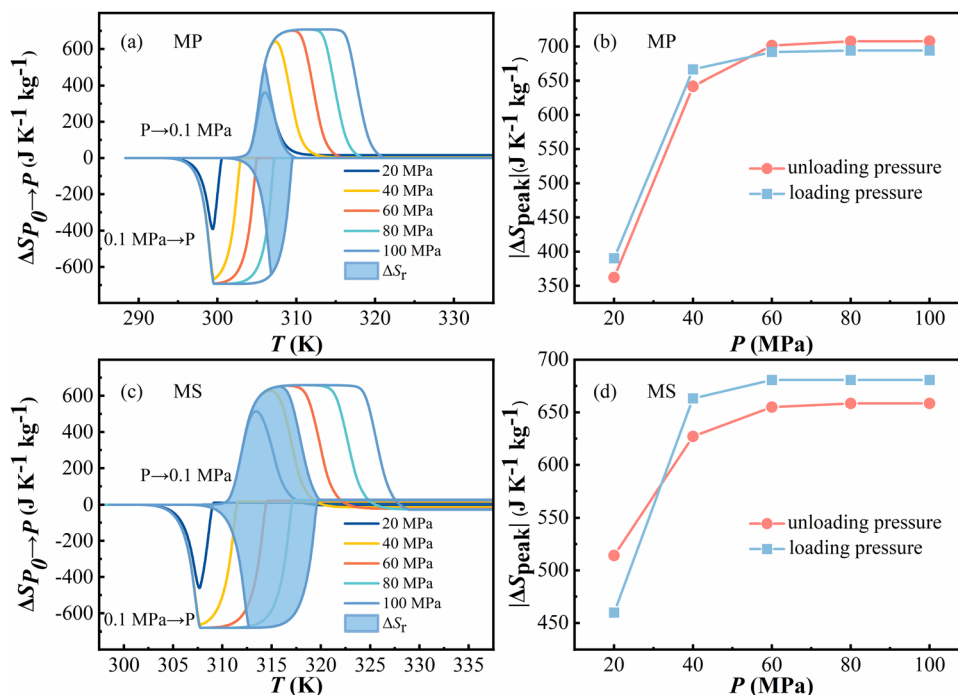 (a) MP
600
400
200
0
-200
-400
-600
ΔSP0→P (J K-1 kg-1)
P→0.1 MPa
0.1 MPa→P
20 MPa
40 MPa
60 MPa
80 MPa
100 MPa
ΔSr
290 300 310 320 330
T (K)
(b) MP
700
650
600
550
500
450
400
350
|ΔSpeak|(J K-1 kg-1)
unloading pressure
loading pressure
20 40 60 80 100
P (MPa)
(c) MS
600
400
200
0
-200
-400
-600
ΔSP0→P (J K-1 kg-1)
P→0.1 MPa
0.1 MPa→P
20 MPa
40 MPa
60 MPa
80 MPa
100 MPa
ΔSr
300 305 310 315 320 325 330 335
T (K)
(d) MS
700
650
600
550
500
450
|ΔSpeak| (J K-1 kg-1)
unloading pressure
loading pressure
20 40 60 80 100
P (MPa)